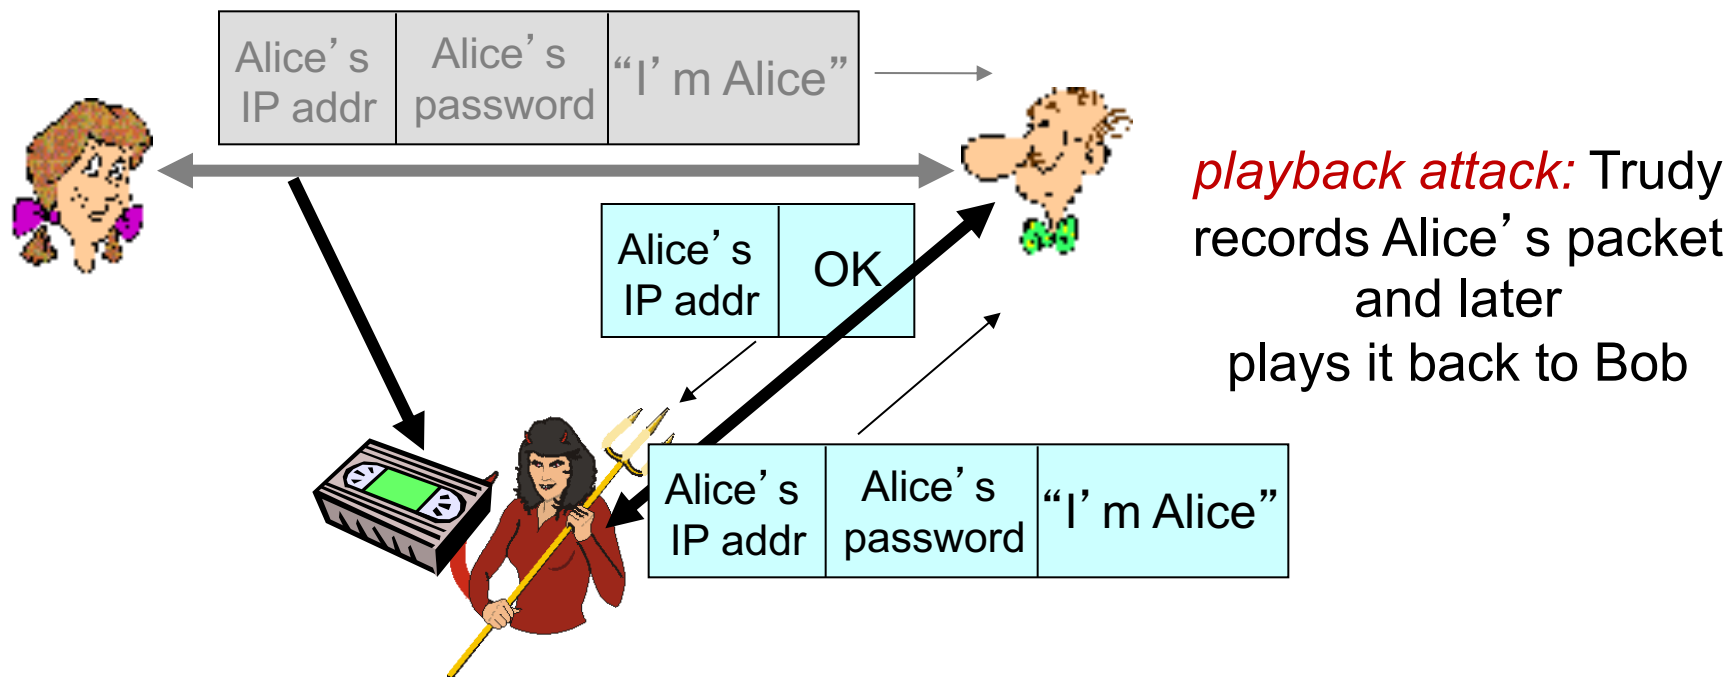 Alice’s
IP addr
Alice’s
password
“I’m Alice”
playback attack: Trudy
records Alice’s packet
and later
plays it back to Bob
Alice’s
IP addr
OK
Alice’s
IP addr
Alice’s
password
“I’m Alice”